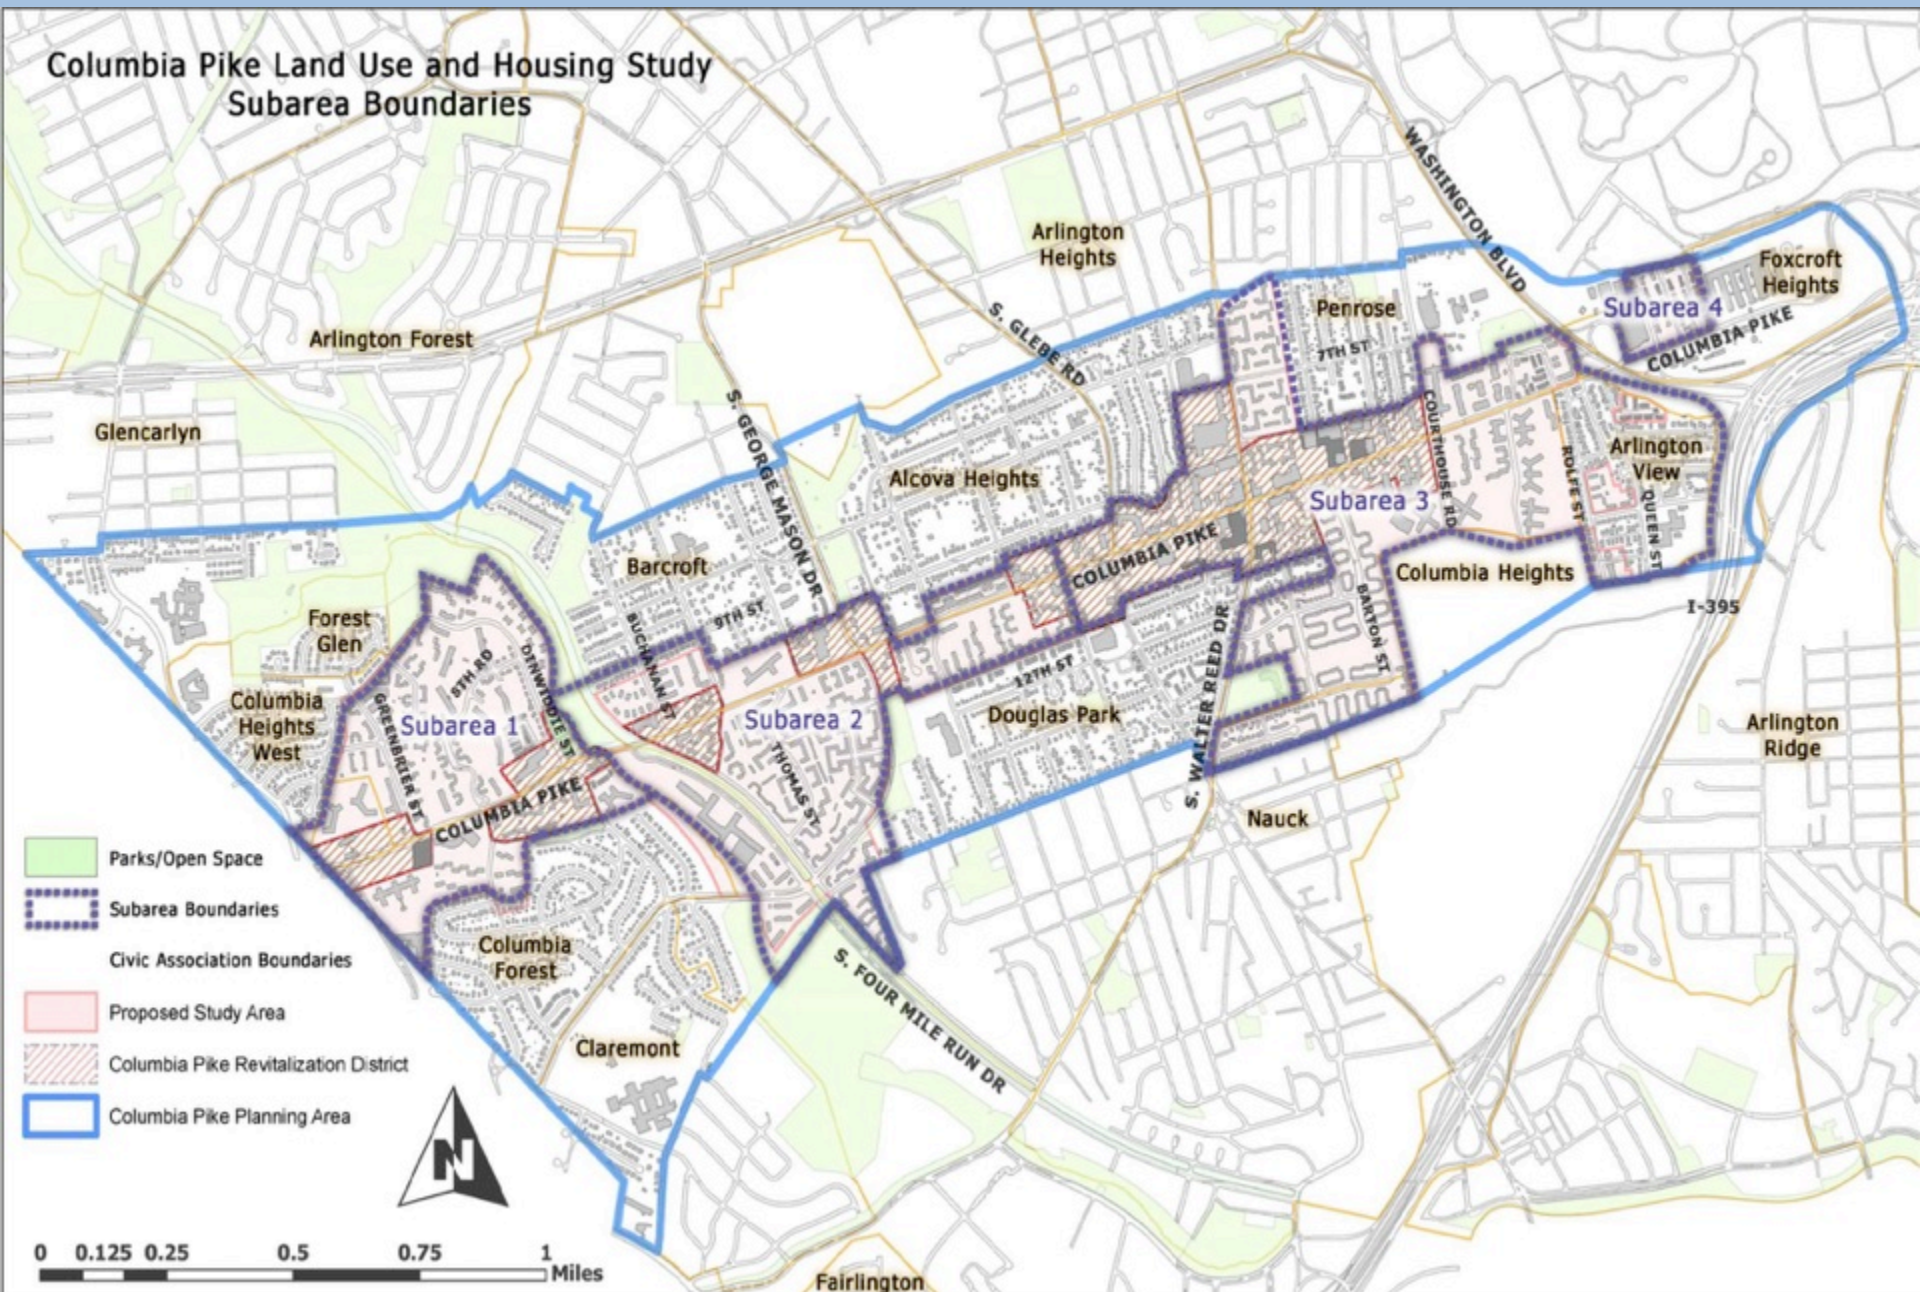 Columbia Pike Land Use and Housing Study
Subarea Boundaries
WASHINGTON BLVD
Arlington
Heights
Foxcroft
Heights
Penrose
Subarea 4
S. GLEBE RD
COLUMBIA PIKE
Arlington Forest
7TH ST
Glencarlyn
S. GEORGE MASON DR
COURTHOUSE RD
Arlington
View
ROLFE ST
QUEEN ST
Alcova Heights
Subarea 3
COLUMBIA PIKE
Barcroft
Columbia Heights
I-395
Forest
Glen
9TH ST
BUCHANAN ST
BARTON ST
8TH RD
DINWIDDIE ST
12TH ST
S. WALTER REED DR
Columbia
Heights
West
GREENBRIER ST
Subarea 1
Subarea 2
Douglas Park
Arlington
Ridge
THOMAS ST
COLUMBIA PIKE
Nauck
Parks/Open Space
Subarea Boundaries
Civic Association Boundaries
Proposed Study Area
Columbia Pike Revitalization District
Columbia Pike Planning Area
Columbia
Forest
S. FOUR MILE RUN DR
Claremont
N
0 0.125 0.25 0.5 0.75 1
Miles
Fairlington